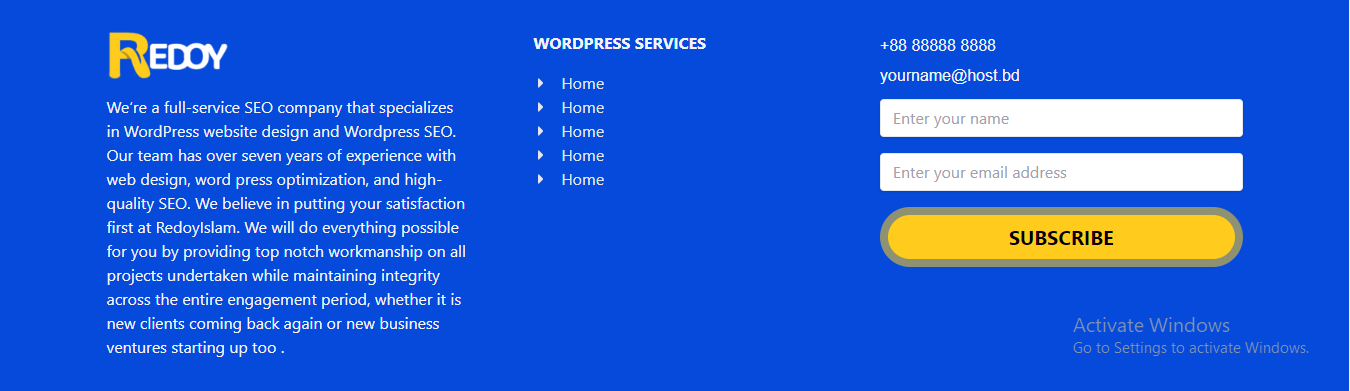 REDOY
We're a full-service SEO company that specializes
in WordPress website design and Wordpress SEO.
Our team has over seven years of experience with
web design, word press optimization, and high-
quality SEO. We believe in putting your satisfaction
first at RedoyIslam. We will do everything possible
for you by providing top notch workmanship on all
projects undertaken while maintaining integrity
across the entire engagement period, whether it is
new clients coming back again or new business
ventures starting up too .
WORDPRESS SERVICES
Home
Home
Home
Home
Home
+88 88888 8888
yourname@host.bd
Enter your name
Enter your email address
SUBSCRIBE
Activate Windows
Go to Settings to activate Windows.